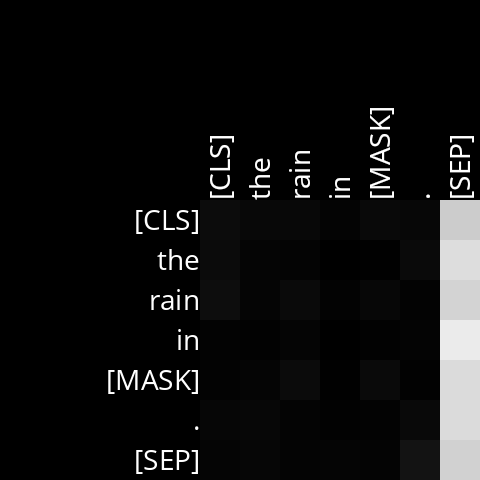 [CLS] the rain in [MASK] . [SEP]
[CLS]
the
rain
in
[MASK]
.
[SEP]